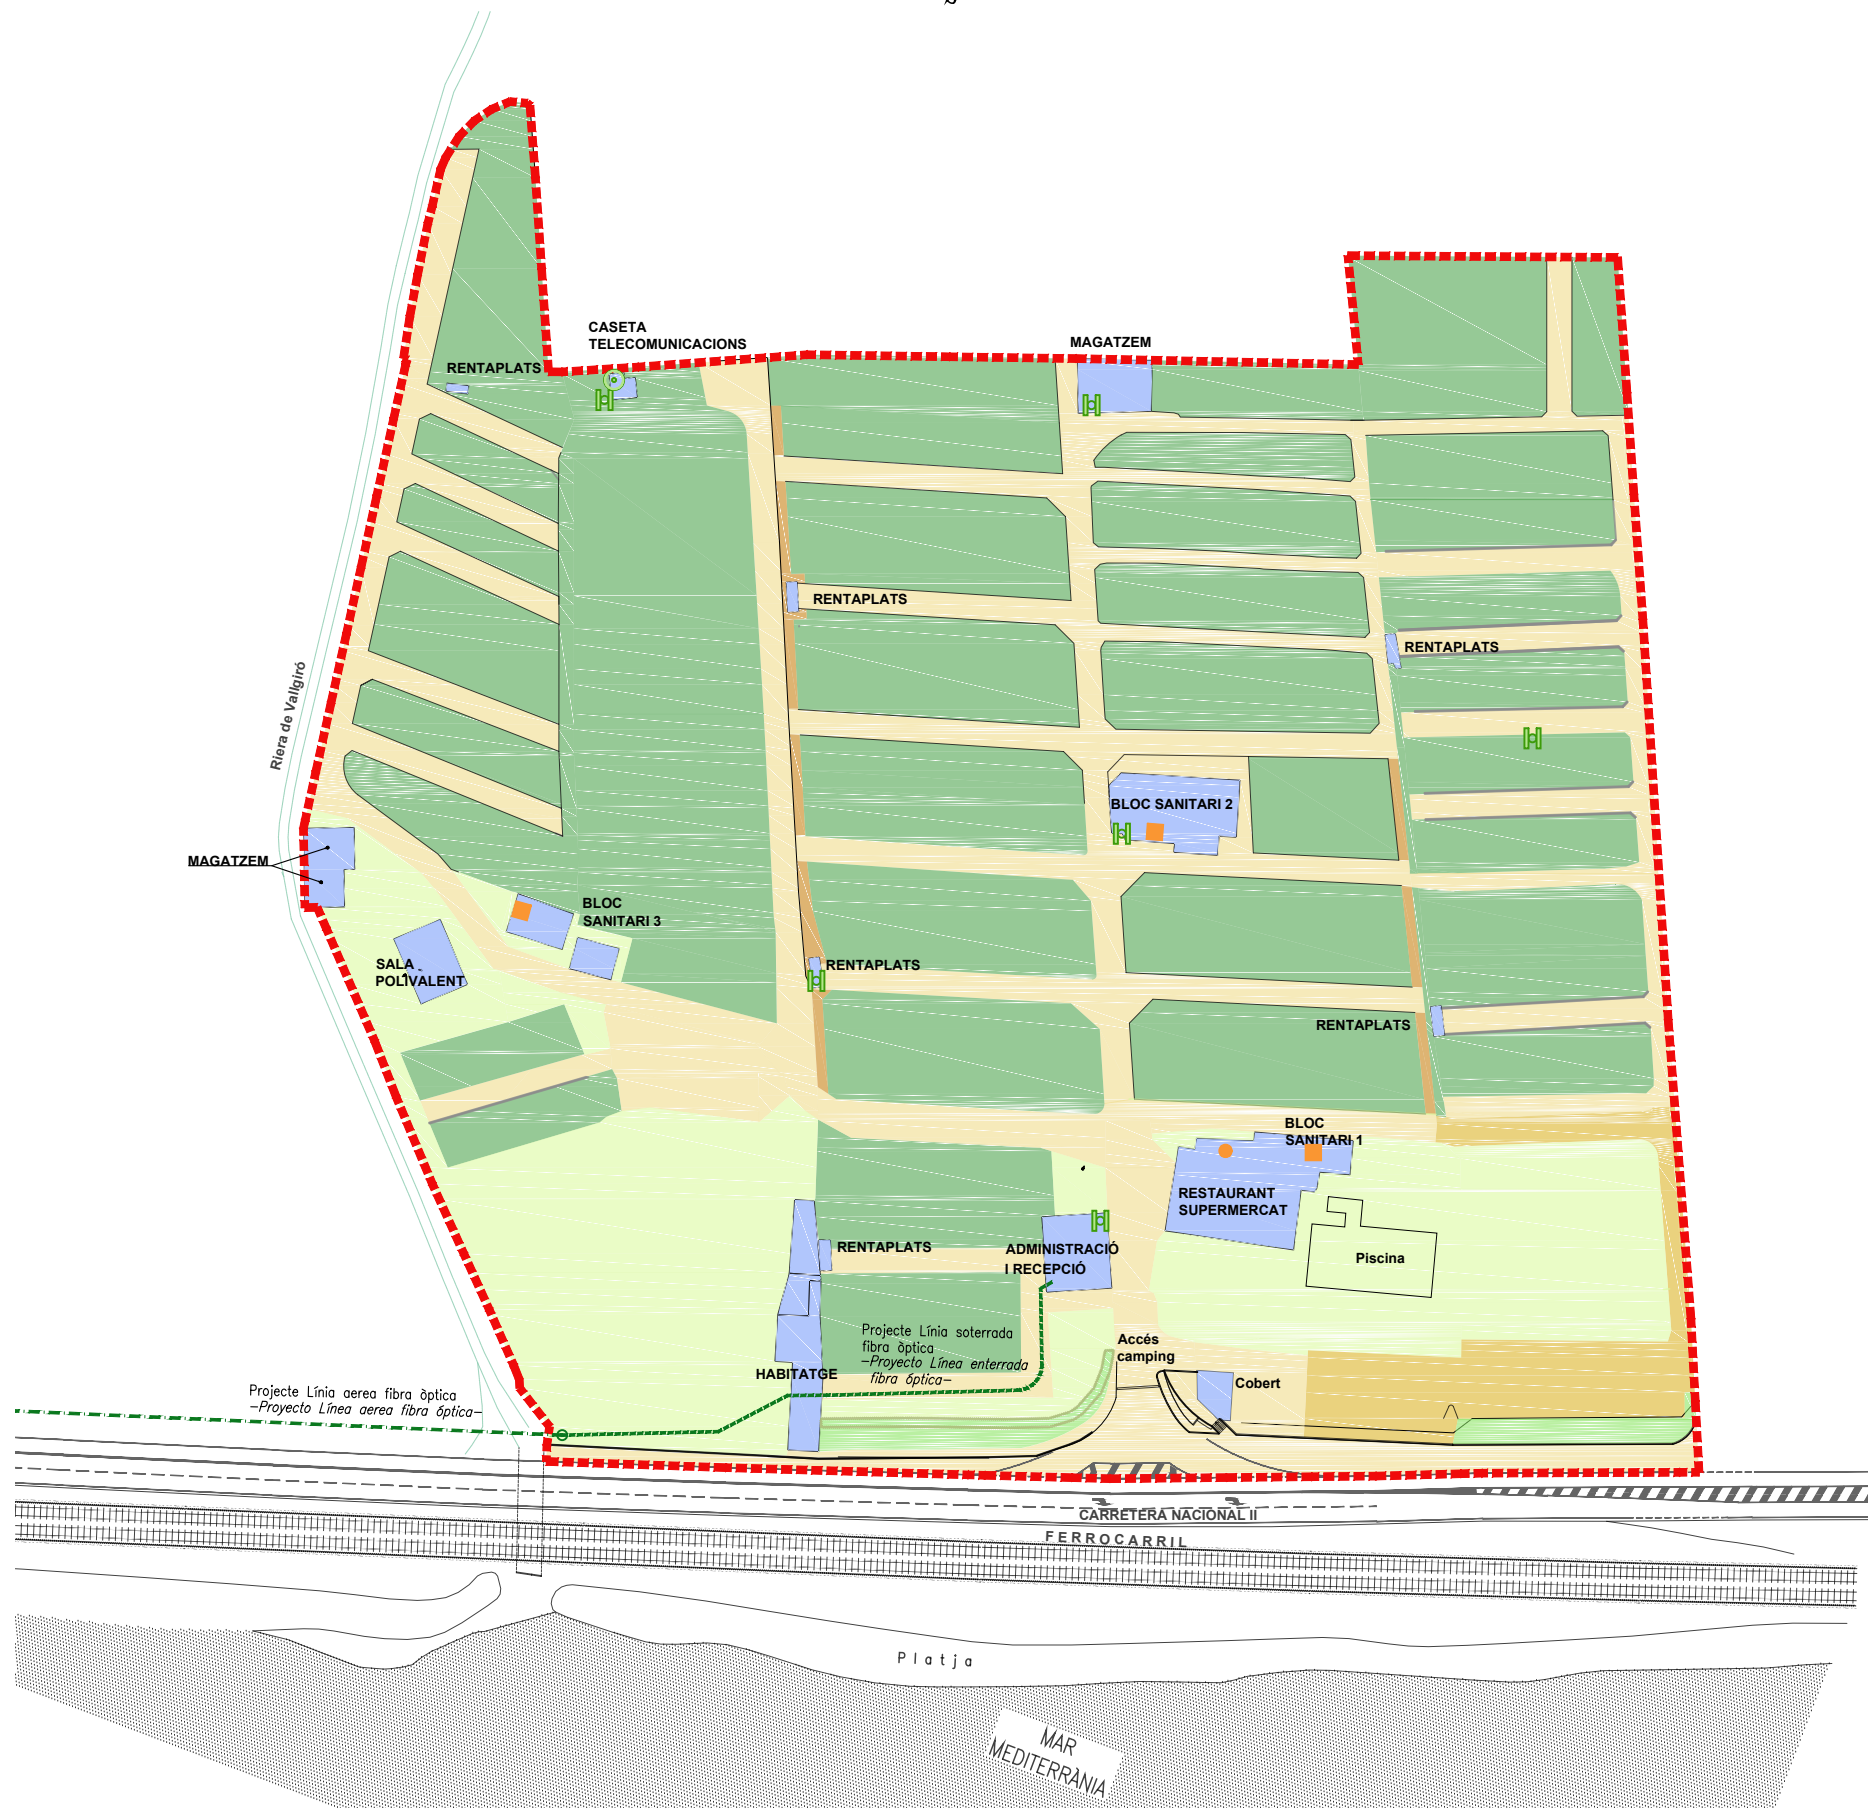 CASETA
TELECOMUNICACIONS
MAGATZEM
RENTAPLATS
RENTAPLATS
RENTAPLATS
Riera de Vallgiró
BLOC SANITARI 2
MAGATZEM
BLOC
SANITARI 3
SALA
POLIVALENT
RENTAPLATS
RENTAPLATS
BLOC
SANITARI 1
RESTAURANT
SUPERMERCAT
RENTAPLATS
ADMINISTRACIÓ
I RECEPCIÓ
Piscina
Projecte Línia soterrada
fibra òptica
-Proyecto Línea enterrada
fibra óptica-
Accés
camping
HABITATGE
Cobert
Projecte Línia aerea fibra òptica
-Proyecto Línea aerea fibra óptica-
CARRETERA NACIONAL II
FERROCARRIL
Platja
MAR
MEDITERRÀNIA